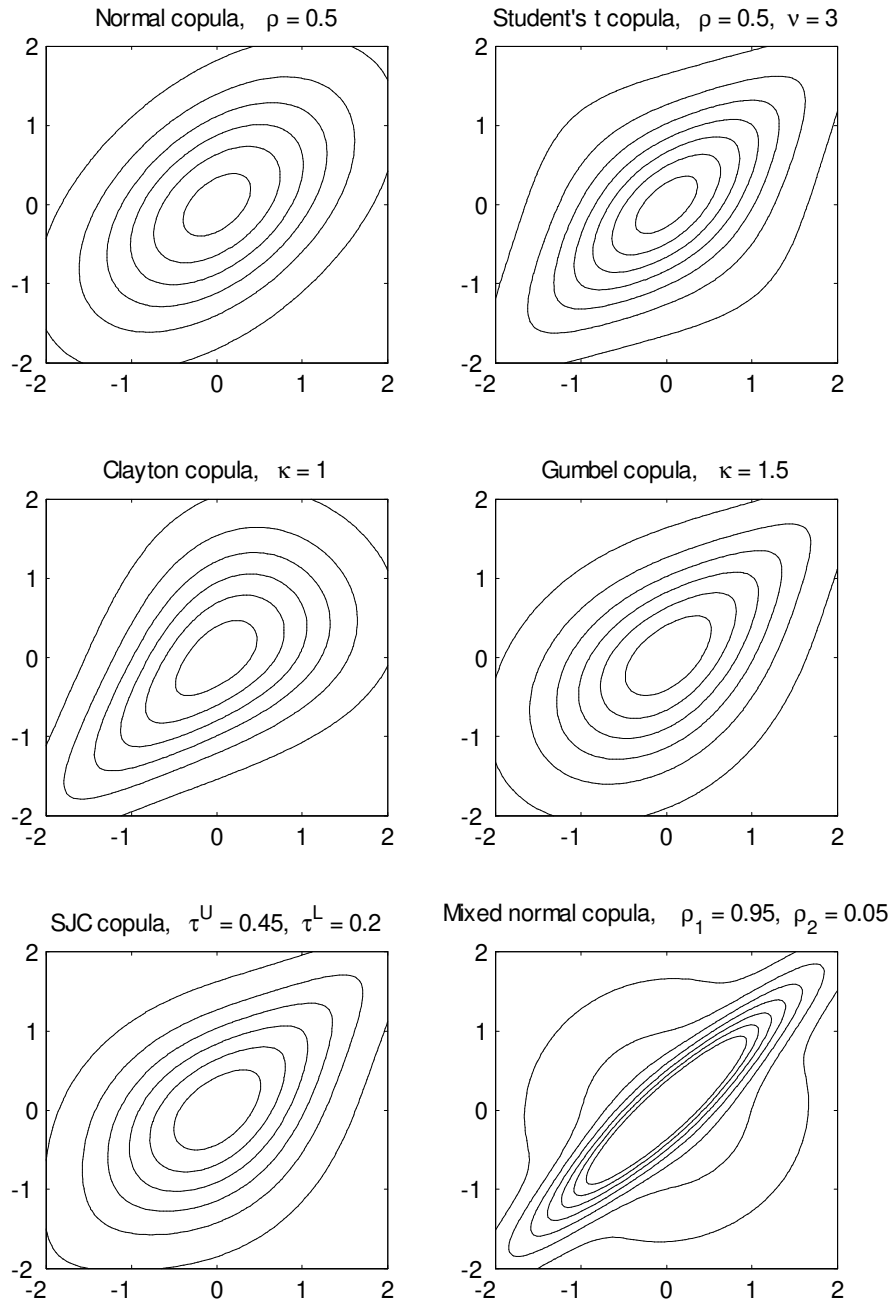 Normal copula, ρ = 0.5
2
1
0
-1
-2
-2 -1 0 1 2
Student's t copula, ρ = 0.5, ν = 3
2
1
0
-1
-2
-2 -1 0 1 2
Clayton copula, κ = 1
2
1
0
-1
-2
-2 -1 0 1 2
Gumbel copula, κ = 1.5
2
1
0
-1
-2
-2 -1 0 1 2
SJC copula, τ^U = 0.45, τ^L = 0.2
2
1
0
-1
-2
-2 -1 0 1 2
Mixed normal copula, ρ_1 = 0.95, ρ_2 = 0.05
2
1
0
-1
-2
-2 -1 0 1 2